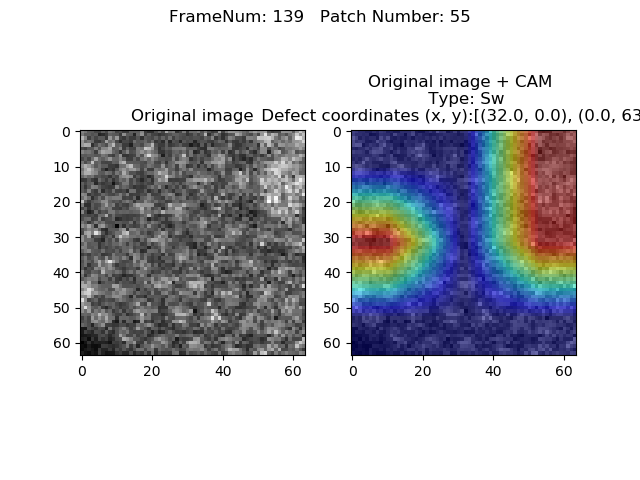 FrameNum: 139   Patch Number: 55
Original image + CAM
Type: Sw
Original image
Defect coordinates (x, y):[(32.0, 0.0), (0.0, 63
0
10
20
30
40
50
60
0 20 40 60
0
10
20
30
40
50
60
0 20 40 60